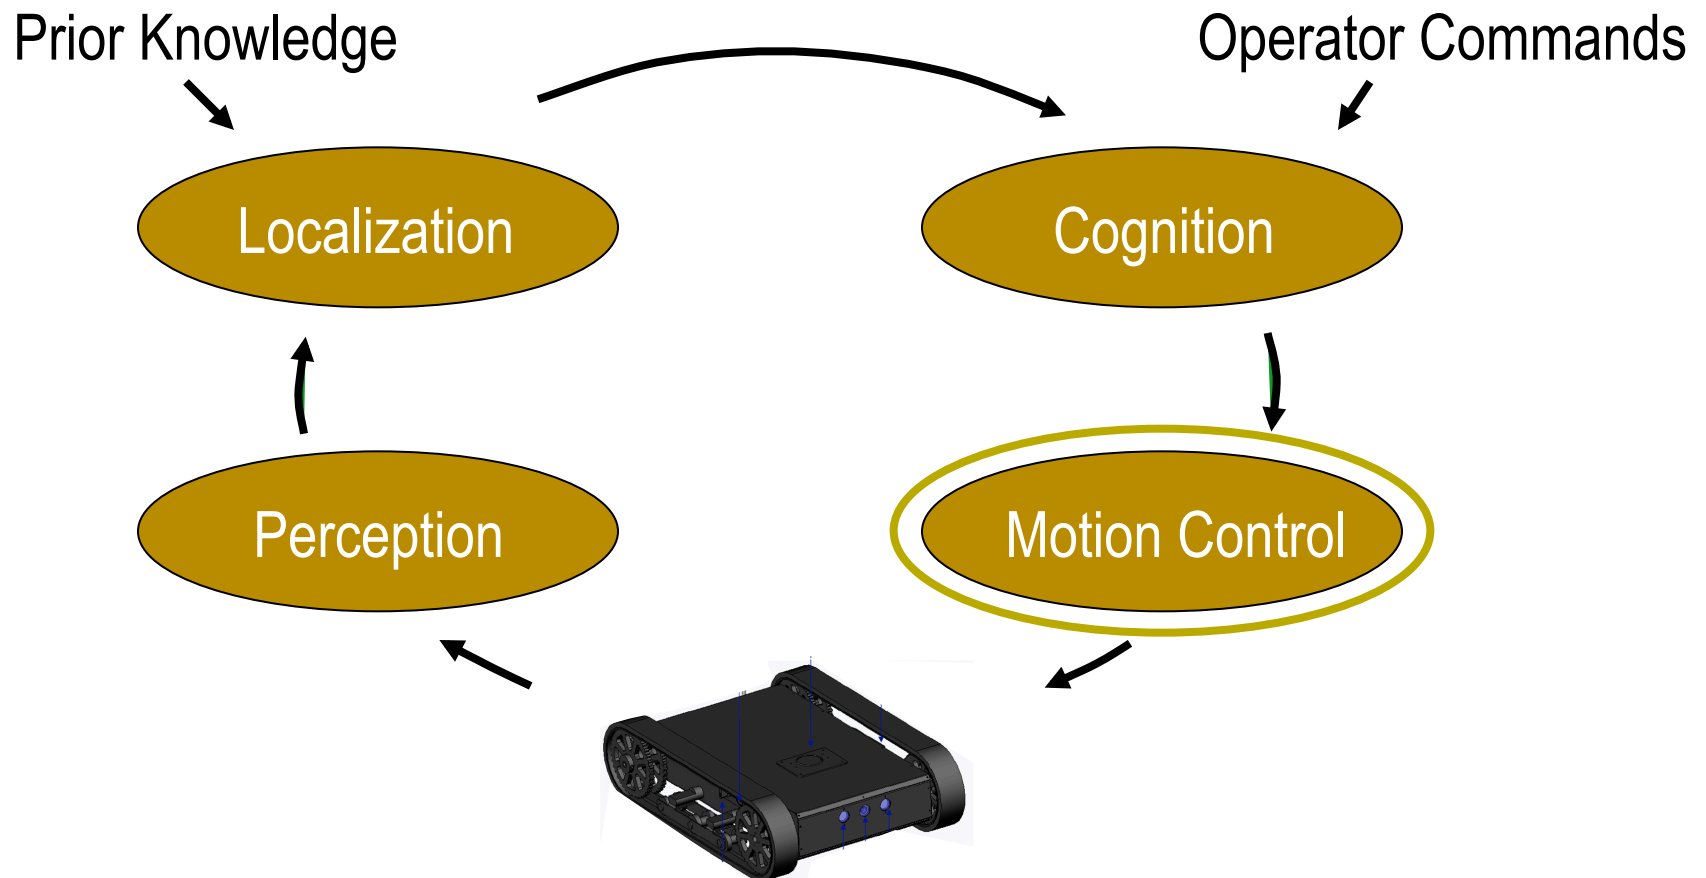 Prior Knowledge
Operator Commands
Localization
Cognition
Perception
Motion Control